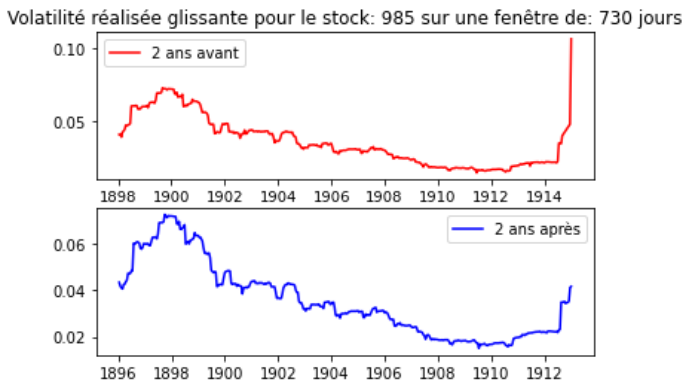 Volatilité réalisée glissante pour le stock: 985 sur une fenêtre de: 730 jours
2 ans avant
0.10
0.05
1898 1900 1902 1904 1906 1908 1910 1912 1914
2 ans après
0.06
0.04
0.02
1896 1898 1900 1902 1904 1906 1908 1910 1912